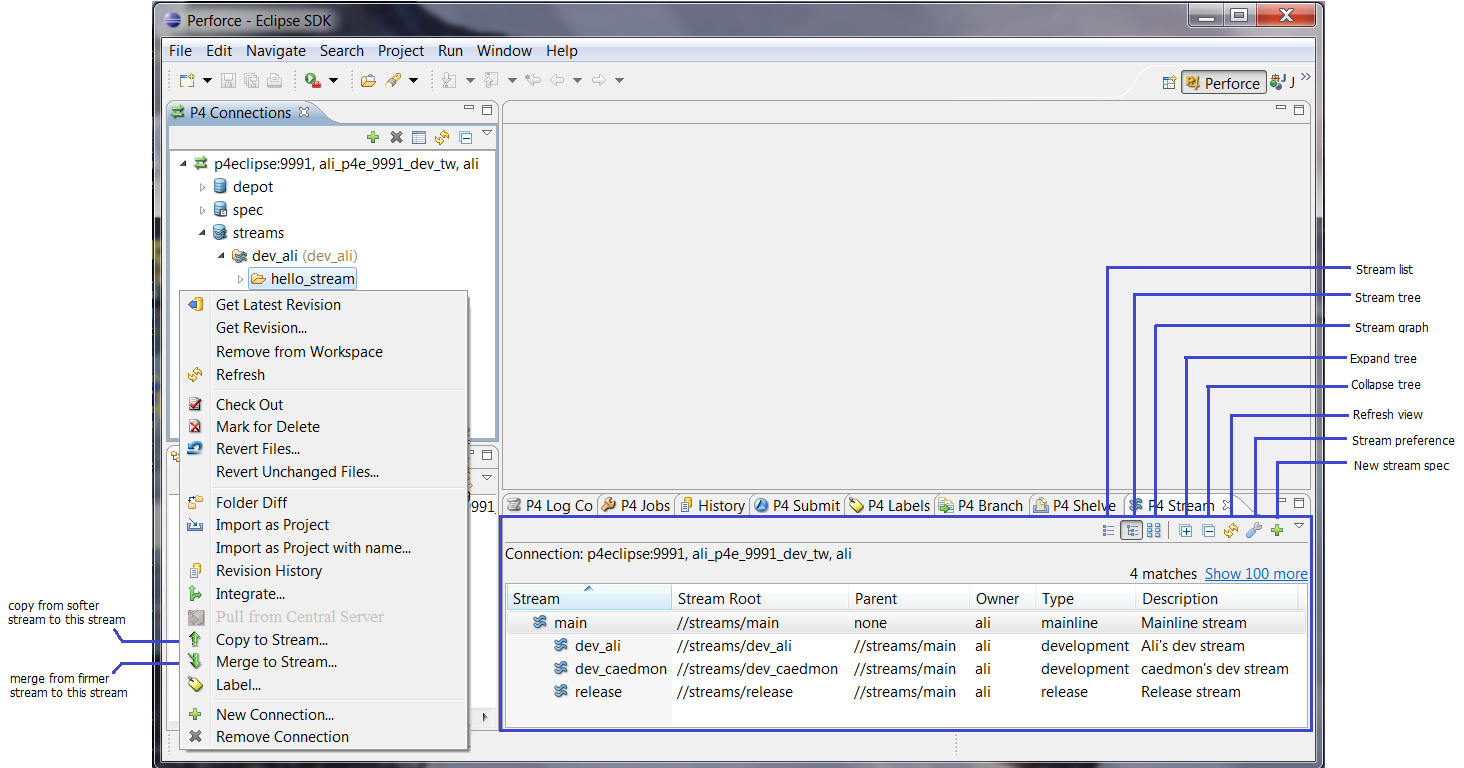 Perforce - Eclipse SDK
File Edit Navigate Search Project Run Window Help
Perforce J
P4 Connections
p4eclipse:9991, ali_p4e_9991_dev_tw, ali
depot
spec
streams
dev_ali (dev_ali)
hello_stream
Get Latest Revision
Get Revision...
Remove from Workspace
Refresh
Check Out
Mark for Delete
Revert Files...
Revert Unchanged Files...
Folder Diff
Import as Project
Import as Project with name...
Revision History
Integrate...
Pull from Central Server
Copy to Stream...
Merge to Stream...
Label...
New Connection...
Remove Connection
991,
copy from softer
stream to this stream
merge from firmer
stream to this stream
P4 Log Co P4 Jobs History P4 Submit P4 Labels P4 Branch P4 Shelve P4 Stream
Connection: p4eclipse:9991, ali_p4e_9991_dev_tw, ali
4 matches Show 100 more
Stream Stream Root Parent Owner Type Description
main //streams/main none ali mainline Mainline stream
dev_ali //streams/dev_ali //streams/main ali development Ali's dev stream
dev_caedmon //streams/dev_caedmon //streams/main ali development caedmon's dev stream
release //streams/release //streams/main ali release Release stream
Stream list
Stream tree
Stream graph
Expand tree
Collapse tree
Refresh view
Stream preference
New stream spec